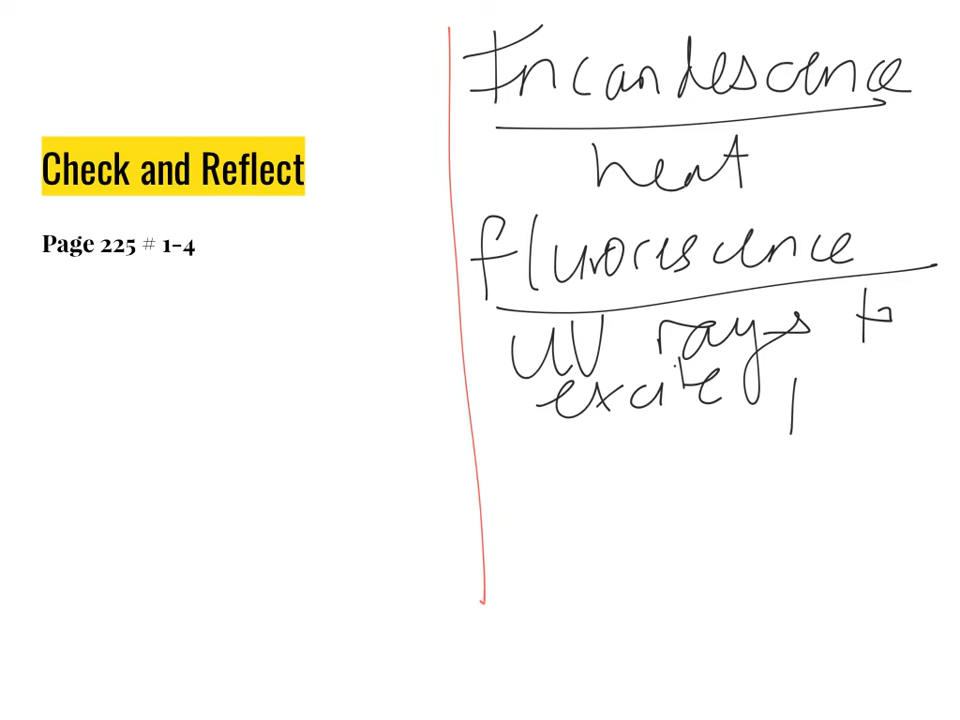 Check and Reflect
Page 225 # 1-4
Incandescence
heat
fluorescence
UV rays to
excite